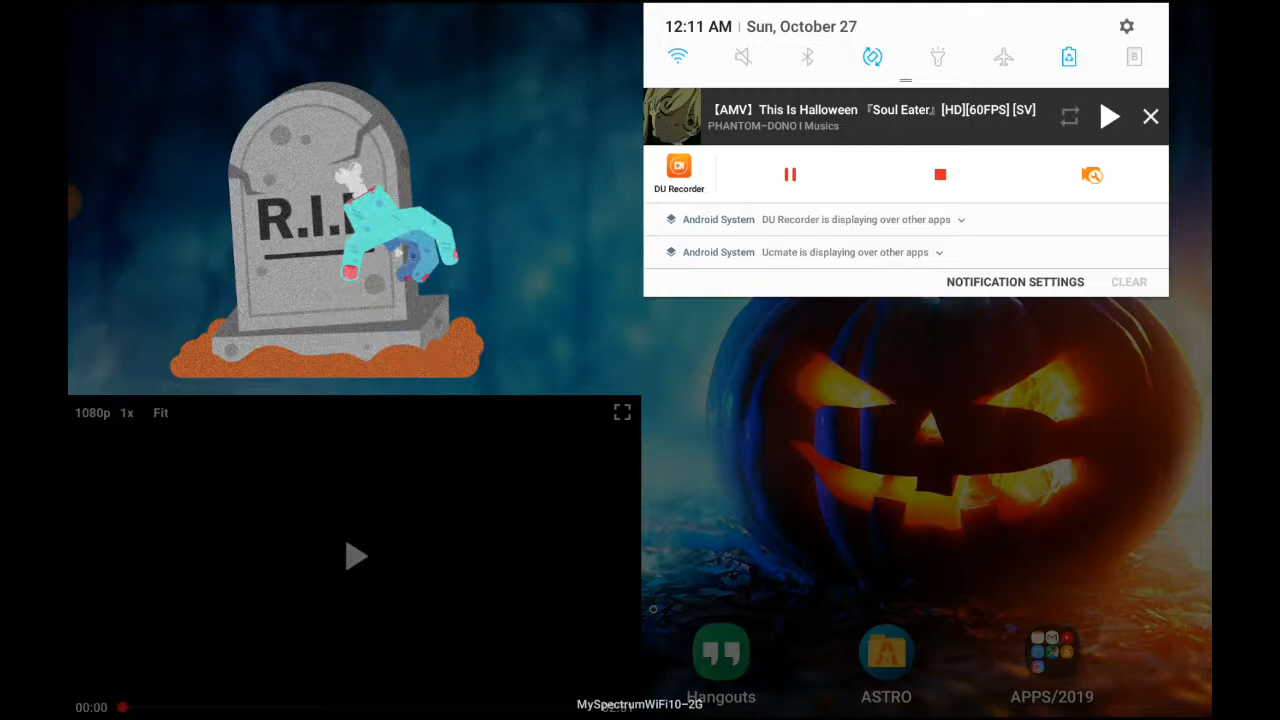 12:11 AM Sun, October 27
【AMV】This Is Halloween 『Soul Eater』[HD][60FPS] [SV]
PHANTOM-DONO I Musics
DU Recorder
Android System DU Recorder is displaying over other apps
Android System Ucmate is displaying over other apps
NOTIFICATION SETTINGS CLEAR
R.I.
1080p 1x Fit
Hangouts
ASTRO
APPS/2019
00:00
MySpectrumWiFi10-2G